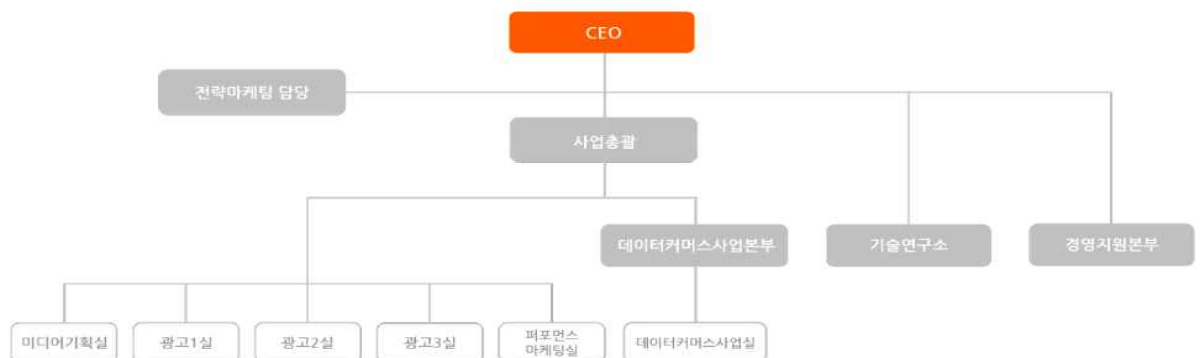 CEO
전략마케팅 담당
사업총괄
데이터커머스사업본부
기술연구소
경영지원본부
미디어기획실
광고1실
광고2실
광고3실
퍼포먼스
마케팅실
데이터커머스사업실